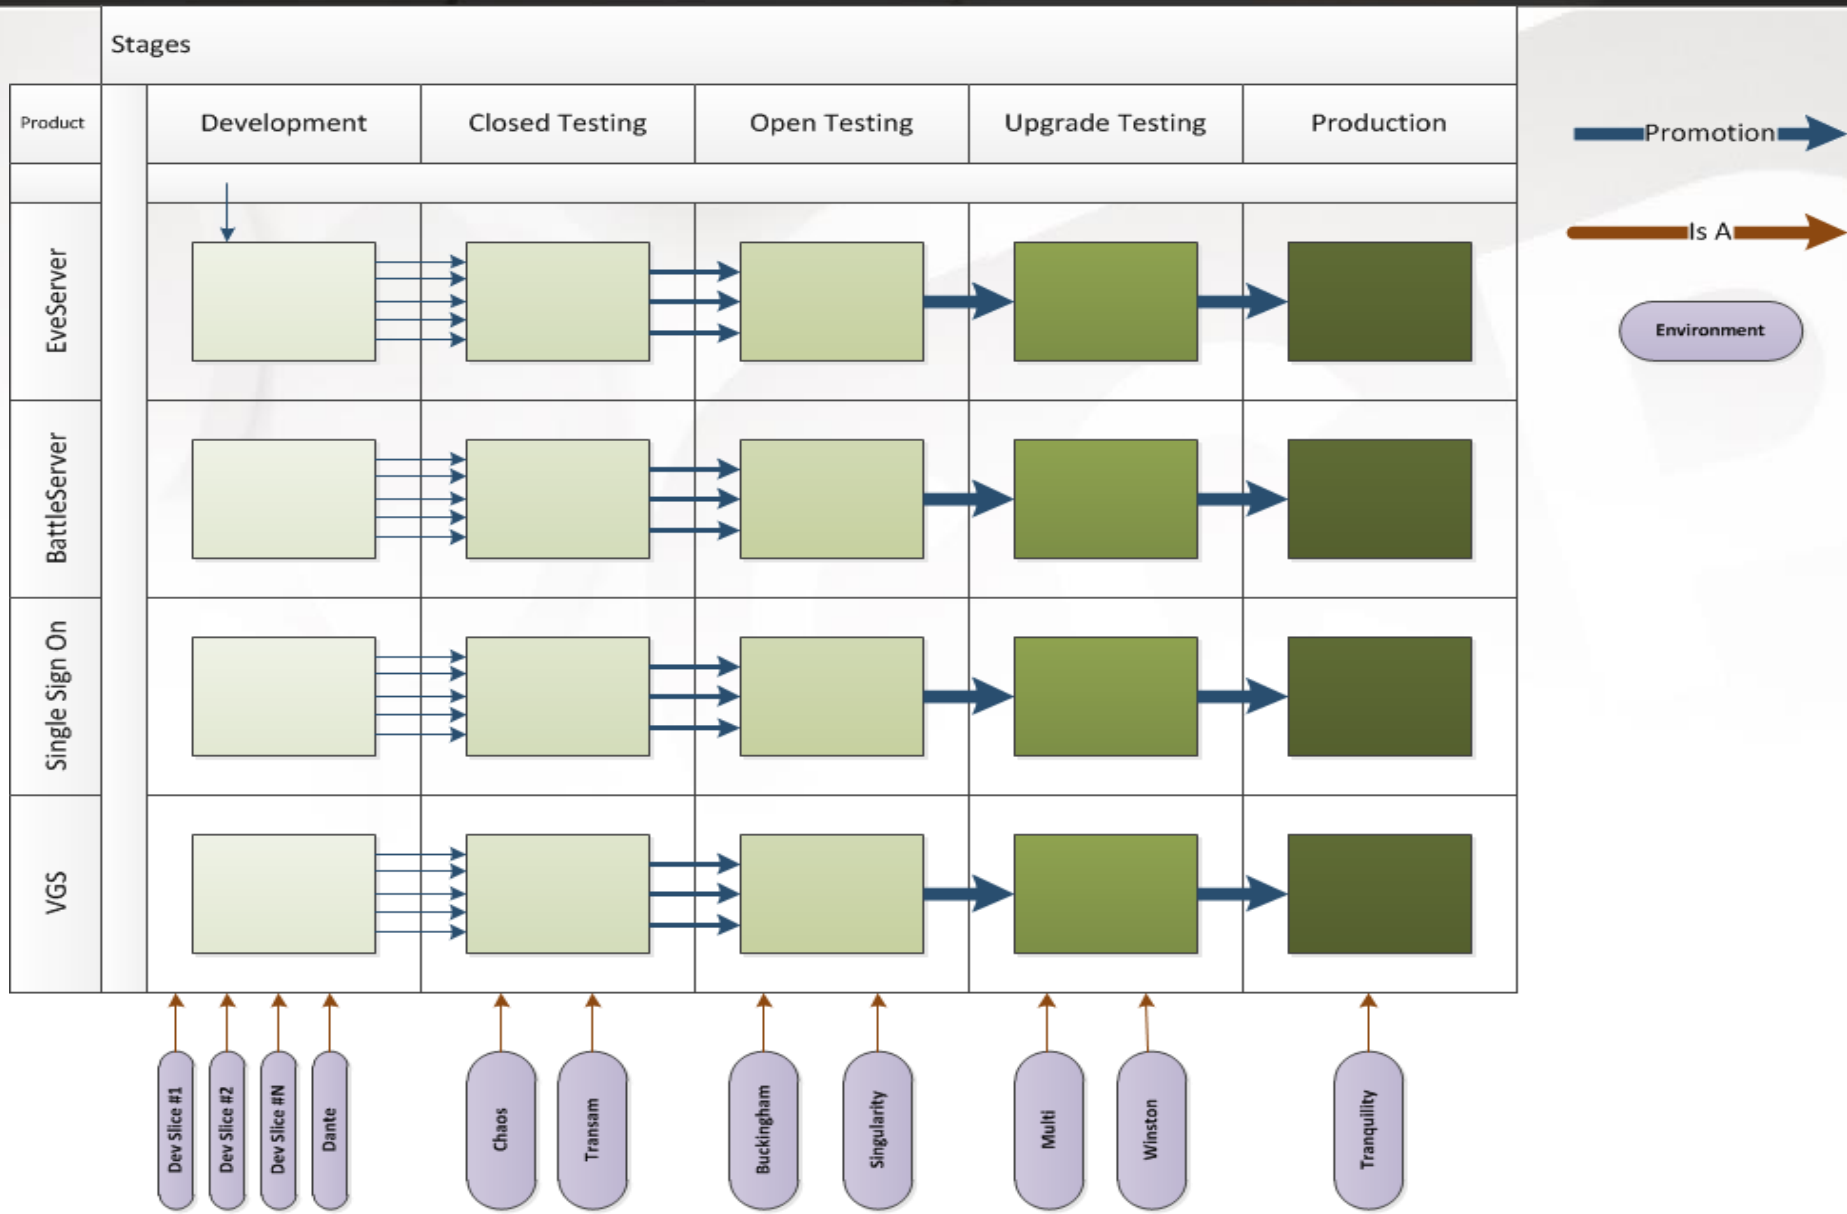 Stages
Product
Development
Closed Testing
Open Testing
Upgrade Testing
Production
Promotion
Is A
Environment
EveServer
BattleServer
Single Sign On
VGS
Dev Slice #1
Dev Slice #2
Dev Slice #N
Dante
Chaos
Transam
Buckingham
Singularity
Multi
Winston
Tranquility